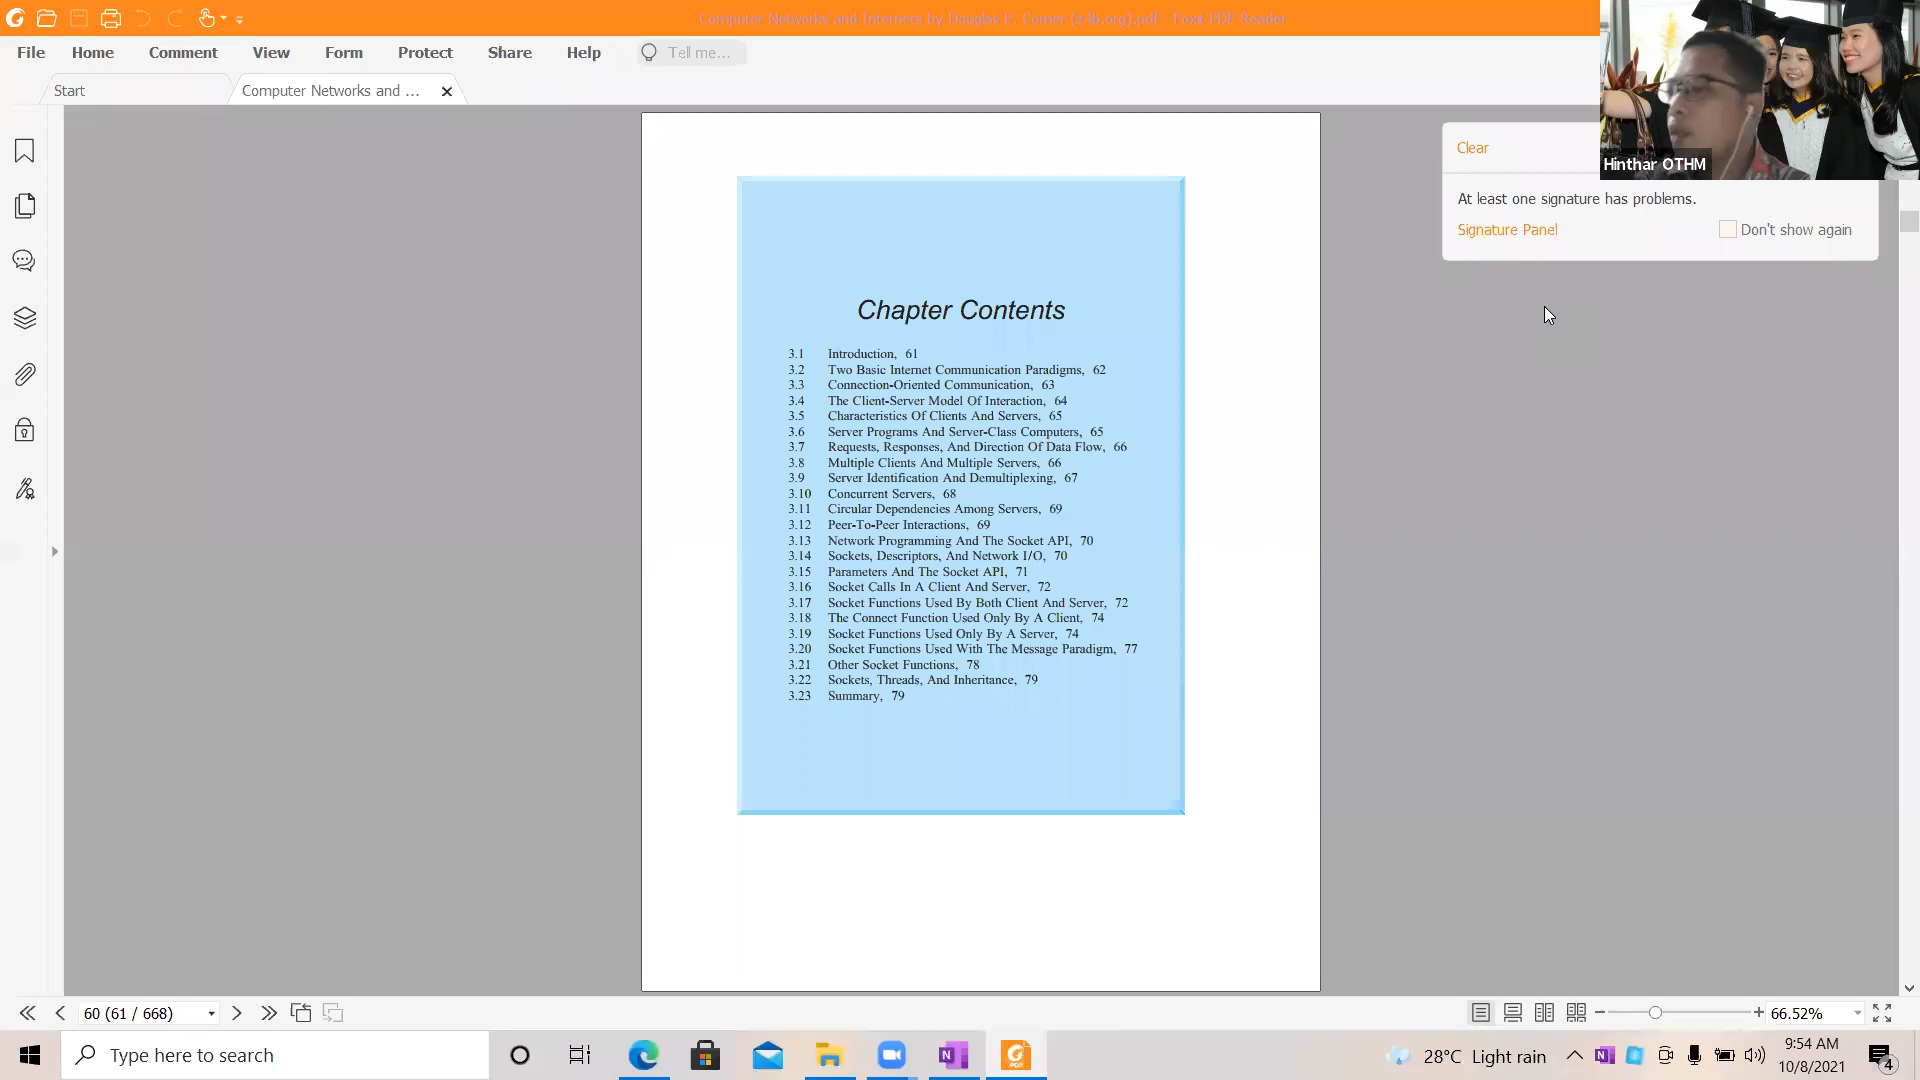 Computer Networks and Internets by Douglas E. Comer (z-lib.org).pdf - Foxit PDF Reader
File Home Comment View Form Protect Share Help Tell me...
Start Computer Networks and ...
Hinthar OTHM
Clear
At least one signature has problems.
Signature Panel Don't show again
Chapter Contents
3.1 Introduction, 61
3.2 Two Basic Internet Communication Paradigms, 62
3.3 Connection-Oriented Communication, 63
3.4 The Client-Server Model Of Interaction, 64
3.5 Characteristics Of Clients And Servers, 65
3.6 Server Programs And Server-Class Computers, 65
3.7 Requests, Responses, And Direction Of Data Flow, 66
3.8 Multiple Clients And Multiple Servers, 66
3.9 Server Identification And Demultiplexing, 67
3.10 Concurrent Servers, 68
3.11 Circular Dependencies Among Servers, 69
3.12 Peer-To-Peer Interactions, 69
3.13 Network Programming And The Socket API, 70
3.14 Sockets, Descriptors, And Network I/O, 70
3.15 Parameters And The Socket API, 71
3.16 Socket Calls In A Client And Server, 72
3.17 Socket Functions Used By Both Client And Server, 72
3.18 The Connect Function Used Only By A Client, 74
3.19 Socket Functions Used Only By A Server, 74
3.20 Socket Functions Used With The Message Paradigm, 77
3.21 Other Socket Functions, 78
3.22 Sockets, Threads, And Inheritance, 79
3.23 Summary, 79
60 (61 / 668) 66.52%
Type here to search
28°C Light rain
9:54 AM
10/8/2021
4